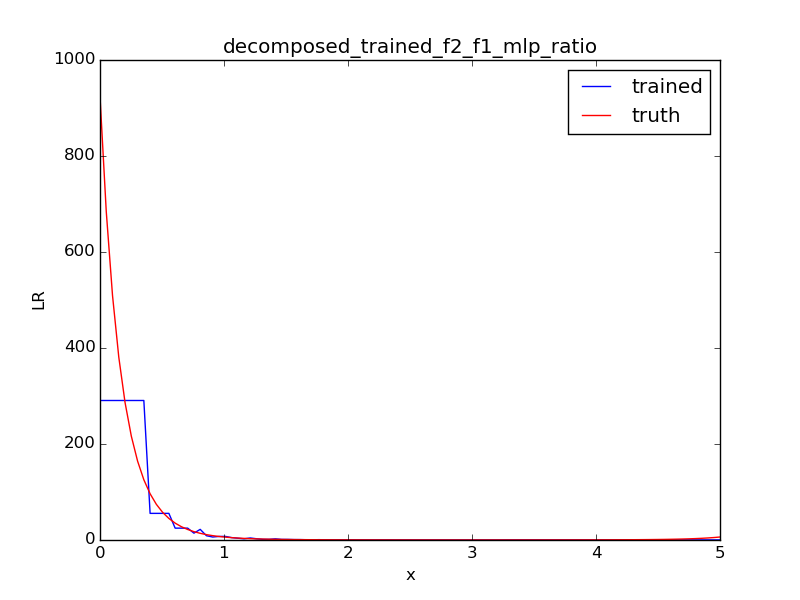 decomposed_trained_f2_f1_mlp_ratio
1000
800
600
400
200
0
LR
trained
truth
0 1 2 3 4 5
x